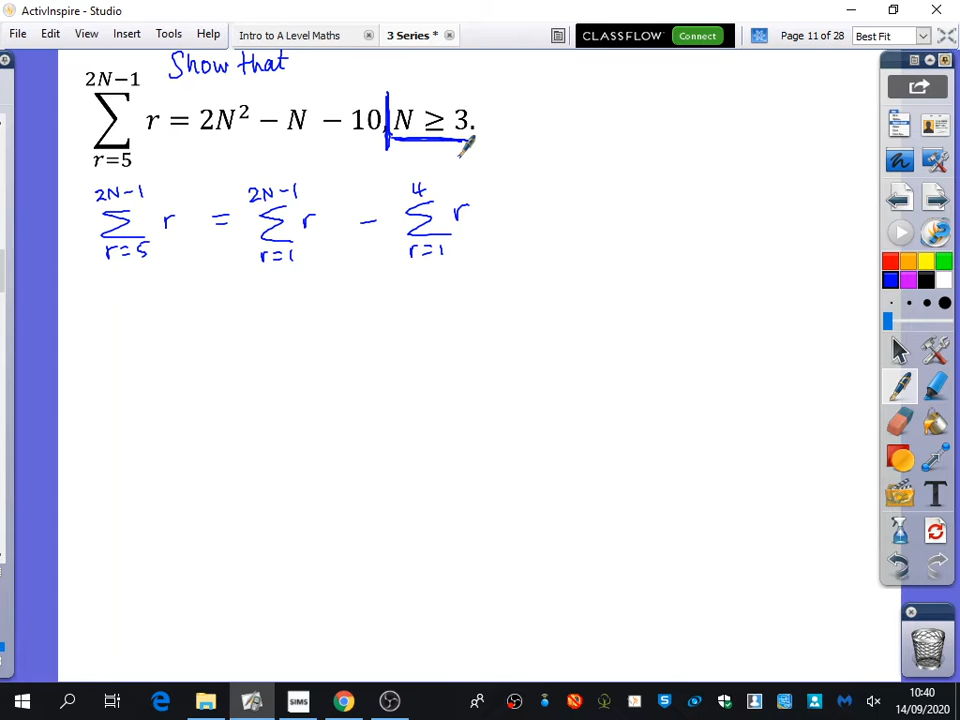 ActivInspire - Studio
File Edit View Insert Tools Help
Intro to A Level Maths
3 Series *
CLASSFLOW Connect
Page 11 of 28
Best Fit
Show that
2N−1
∑ r = 2N² − N − 10, N ≥ 3.
r=5
2N-1 2N-1 4
∑ r = ∑ r - ∑ r
r=5 r=1 r=1
T
SIMS
10:40
14/09/2020